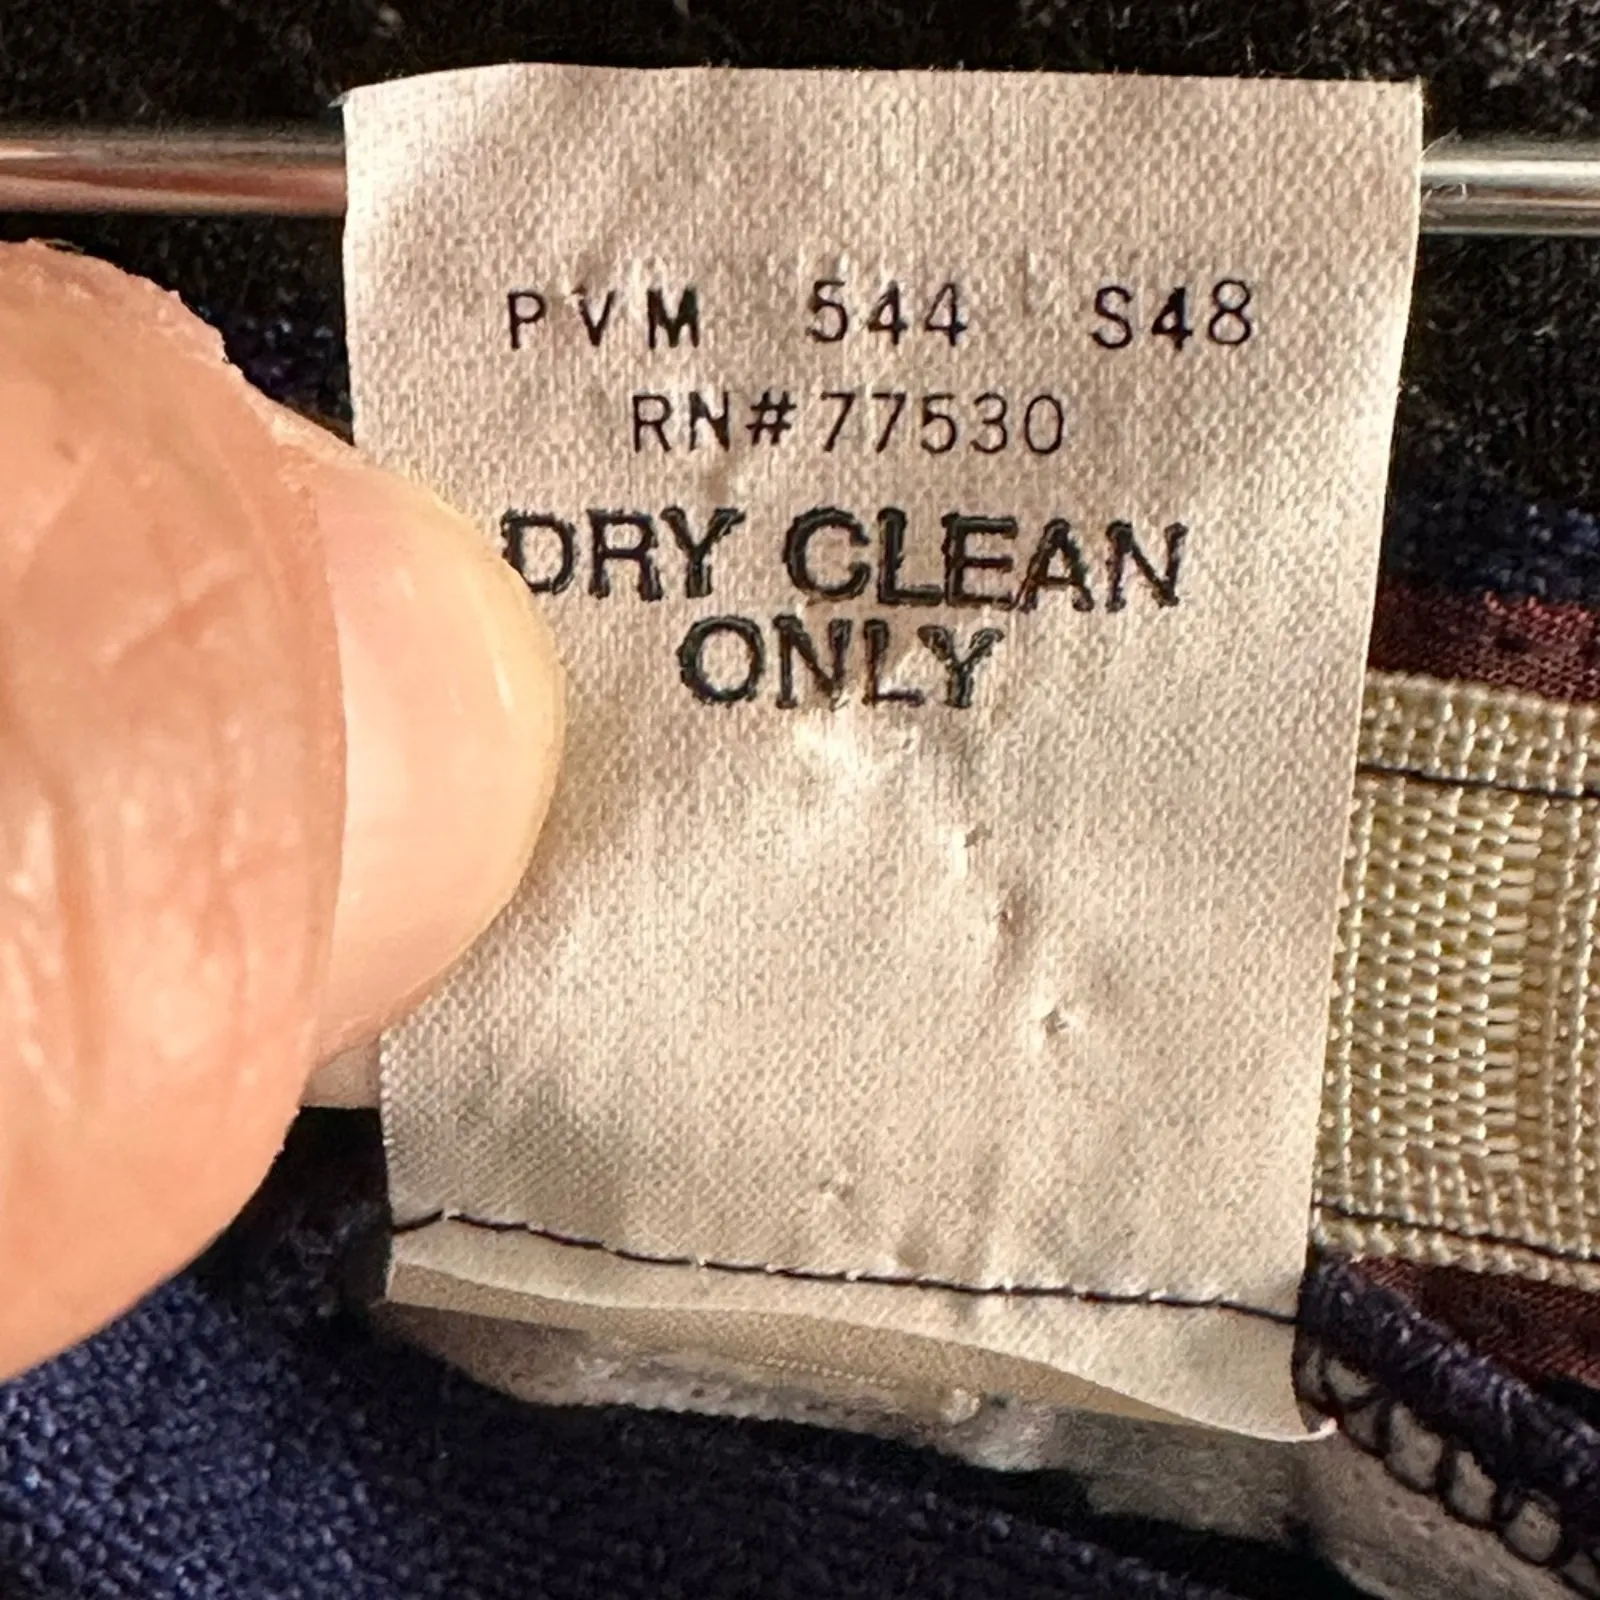 PVM 544 S48
RN#77530
DRY CLEAN
ONLY